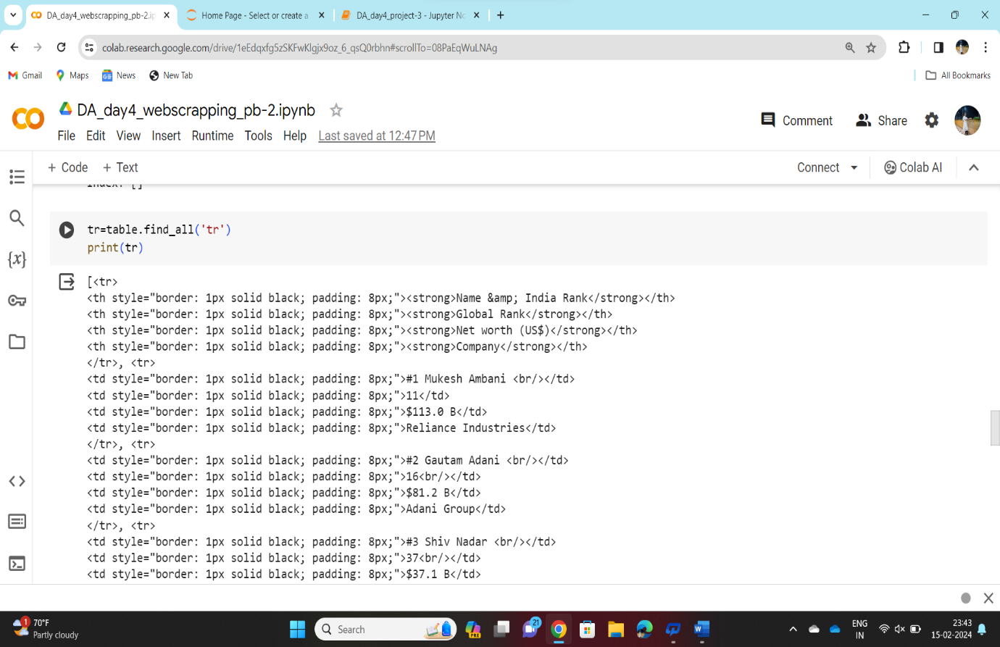 DA_day4_webscrapping_pb-2.ip
Home Page - Select or create a
DA_day4_project-3 - Jupyter No
colab.research.google.com/drive/1eEdqxfg5zSKFwKlgjx9oz_6_qsQ0rbhn#scrollTo=08PaEqWuLNAg
Gmail Maps News New Tab All Bookmarks
DA_day4_webscrapping_pb-2.ipynb
File Edit View Insert Runtime Tools Help Last saved at 12:47 PM
Comment Share
+ Code + Text Connect Colab AI
Index: []
tr=table.find_all('tr')
print(tr)
[<tr>
<th style="border: 1px solid black; padding: 8px;"><strong>Name &amp; India Rank</strong></th>
<th style="border: 1px solid black; padding: 8px;"><strong>Global Rank</strong></th>
<th style="border: 1px solid black; padding: 8px;"><strong>Net worth (US$)</strong></th>
<th style="border: 1px solid black; padding: 8px;"><strong>Company</strong></th>
</tr>, <tr>
<td style="border: 1px solid black; padding: 8px;">#1 Mukesh Ambani <br/></td>
<td style="border: 1px solid black; padding: 8px;">11</td>
<td style="border: 1px solid black; padding: 8px;">$113.0 B</td>
<td style="border: 1px solid black; padding: 8px;">Reliance Industries</td>
</tr>, <tr>
<td style="border: 1px solid black; padding: 8px;">#2 Gautam Adani <br/></td>
<td style="border: 1px solid black; padding: 8px;">16<br/></td>
<td style="border: 1px solid black; padding: 8px;">$81.2 B</td>
<td style="border: 1px solid black; padding: 8px;">Adani Group</td>
</tr>, <tr>
<td style="border: 1px solid black; padding: 8px;">#3 Shiv Nadar <br/></td>
<td style="border: 1px solid black; padding: 8px;">37<br/></td>
<td style="border: 1px solid black; padding: 8px;">$37.1 B</td>
{x}
1
70°F
Partly cloudy
Search
PRE
21
W
ENG
IN
23:43
15-02-2024